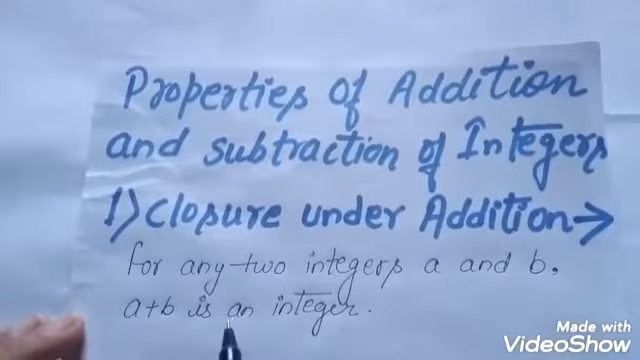 Properties of Addition
and subtraction of Integers
1) closure under Addition→
for any two integers a and b,
a+b is an integer.
Made with
VideoShow